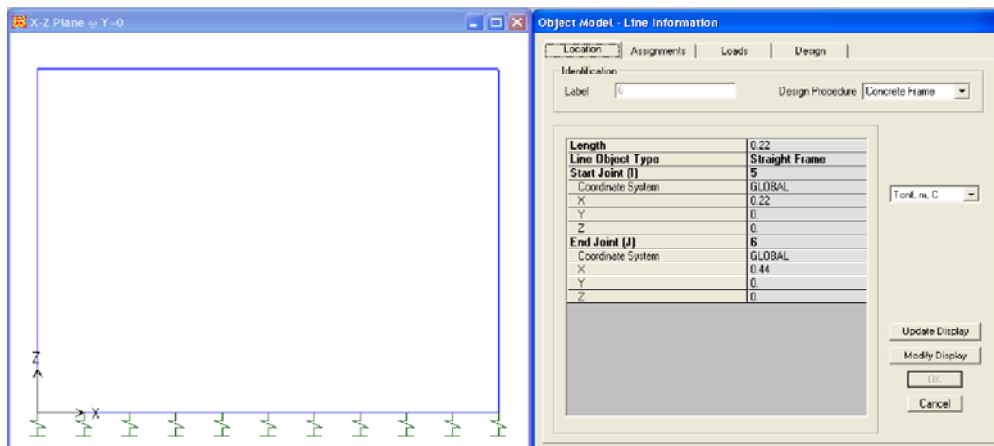 X-Z Plane @ Y=0
Z
X
Object Model - Line Information
Location Assignments Loads Design
Identification
Label 6 Design Procedure Concrete Frame
Length 0.22
Line Object Type Straight Frame
Start Joint (I) 5
Coordinate System GLOBAL
X 0.22
Y 0.
Z 0.
End Joint (J) 6
Coordinate System GLOBAL
X 0.44
Y 0.
Z 0.
Tonf, m, C
Update Display
Modify Display
OK
Cancel